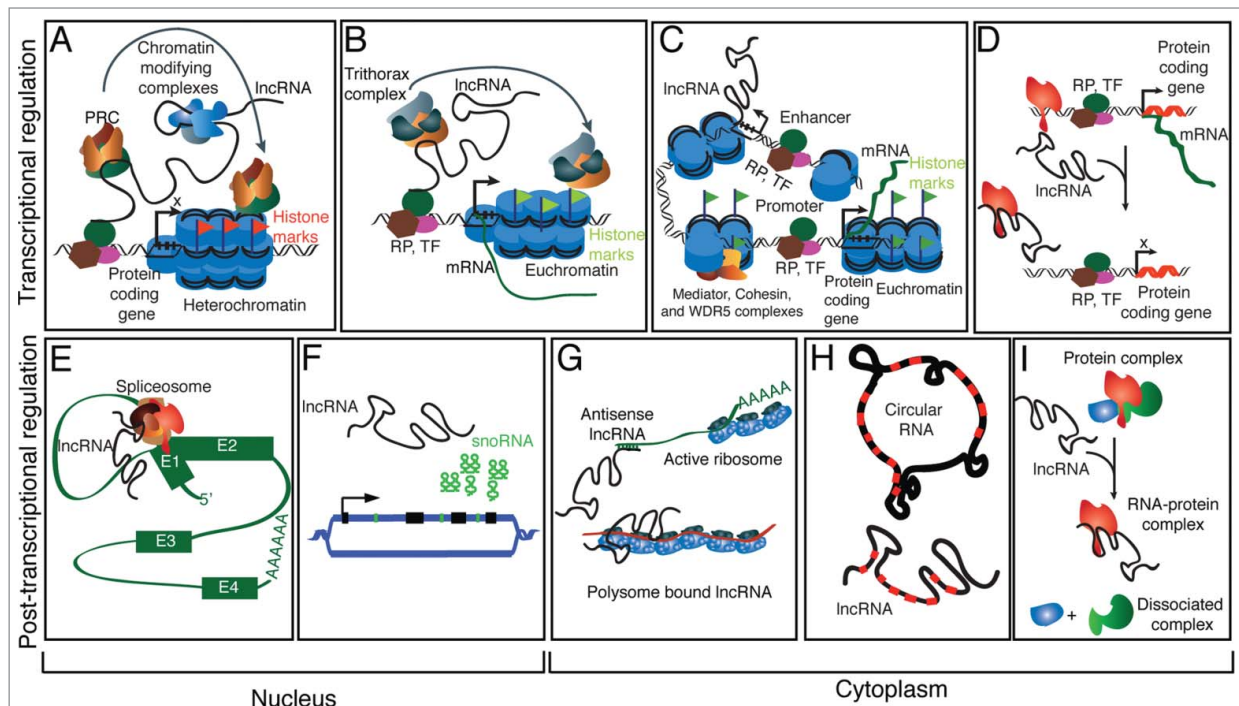 Transcriptional regulation
A
Chromatin
modifying
complexes
lncRNA
PRC
x
Histone
marks
Protein
coding
gene
Heterochromatin
B
Trithorax
complex
lncRNA
RP, TF
mRNA
Histone
marks
Euchromatin
C
lncRNA
Enhancer
mRNA
RP, TF
Histone
marks
Promoter
RP, TF
Mediator, Cohesin,
and WDR5 complexes
Protein
coding
gene
Euchromatin
D
Protein
coding
gene
RP, TF
mRNA
lncRNA
x
RP, TF
Protein
coding gene
Post-transcriptional regulation
E
Spliceosome
lncRNA
E1
E2
5'
E3
AAAAAA
E4
F
lncRNA
snoRNA
G
AAAAA
Antisense
lncRNA
Active ribosome
Polysome bound lncRNA
H
Circular
RNA
lncRNA
I
Protein complex
lncRNA
RNA-protein
complex
+
Dissociated
complex
Nucleus
Cytoplasm